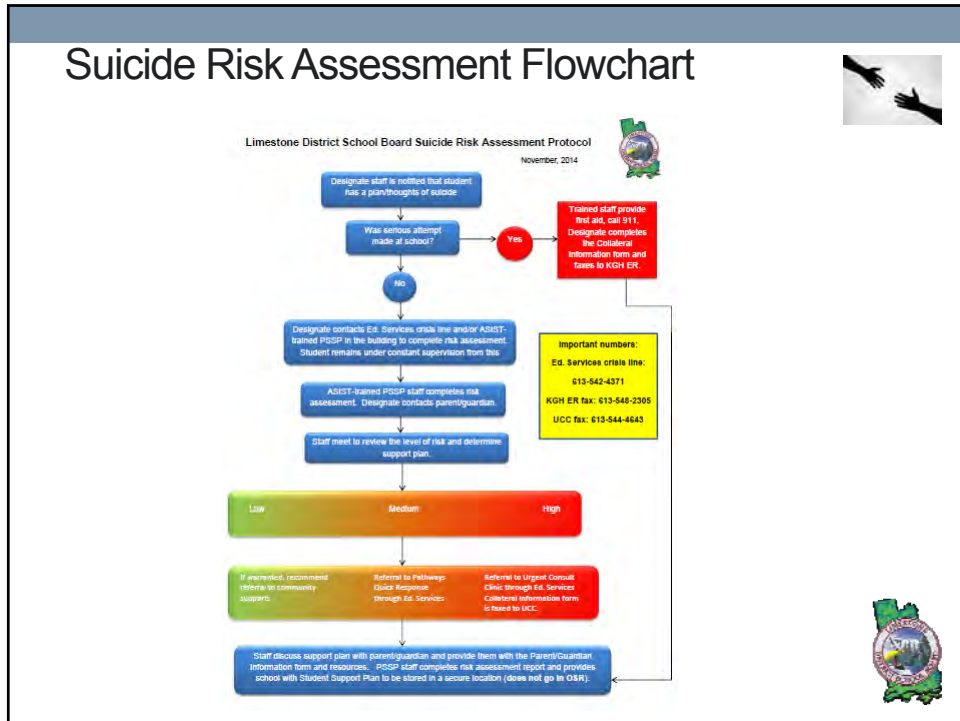 Suicide Risk Assessment Flowchart
Limestone District School Board Suicide Risk Assessment Protocol
November, 2014
Designate staff is notified that student
has a plan/thoughts of suicide
Was serious attempt
made at school?
Yes
Trained staff provide
first aid, call 911.
Designate completes
the Collateral
Information form and
faxes to KGH ER.
No
Designate contacts Ed. Services crisis line and/or ASIST-
trained PSSP in the building to complete risk assessment.
Student remains under constant supervision from this
Important numbers:
Ed. Services crisis line:
613-542-4371
KGH ER fax: 613-548-2305
UCC fax: 613-544-4643
ASIST-trained PSSP staff completes risk
assessment. Designate contacts parent/guardian.
Staff meet to review the level of risk and determine
support plan.
Low
Medium
High
If warranted, recommend
referral to community
supports
Referral to Pathways
Quick Response
through Ed. Services
Referral to Urgent Consult
Clinic through Ed. Services
Collateral Information form
is faxed to UCC.
Staff discuss support plan with parent/guardian and provide them with the Parent/Guardian
Information form and resources. PSSP staff completes risk assessment report and provides
school with Student Support Plan to be stored in a secure location (does not go in OSR).
LIMESTONE
DISTRICT SCHOOL BOARD